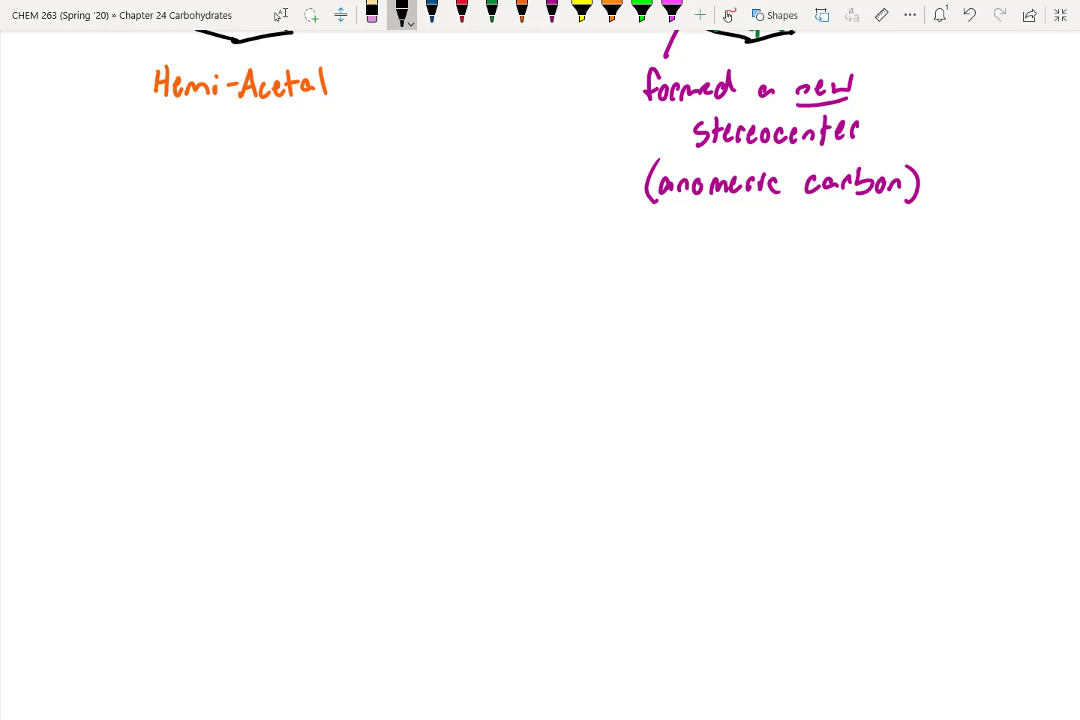 CHEM 263 (Spring '20) » Chapter 24 Carbohydrates
Shapes
Hemi-Acetal
formed a new
stereocenter
(anomeric carbon)